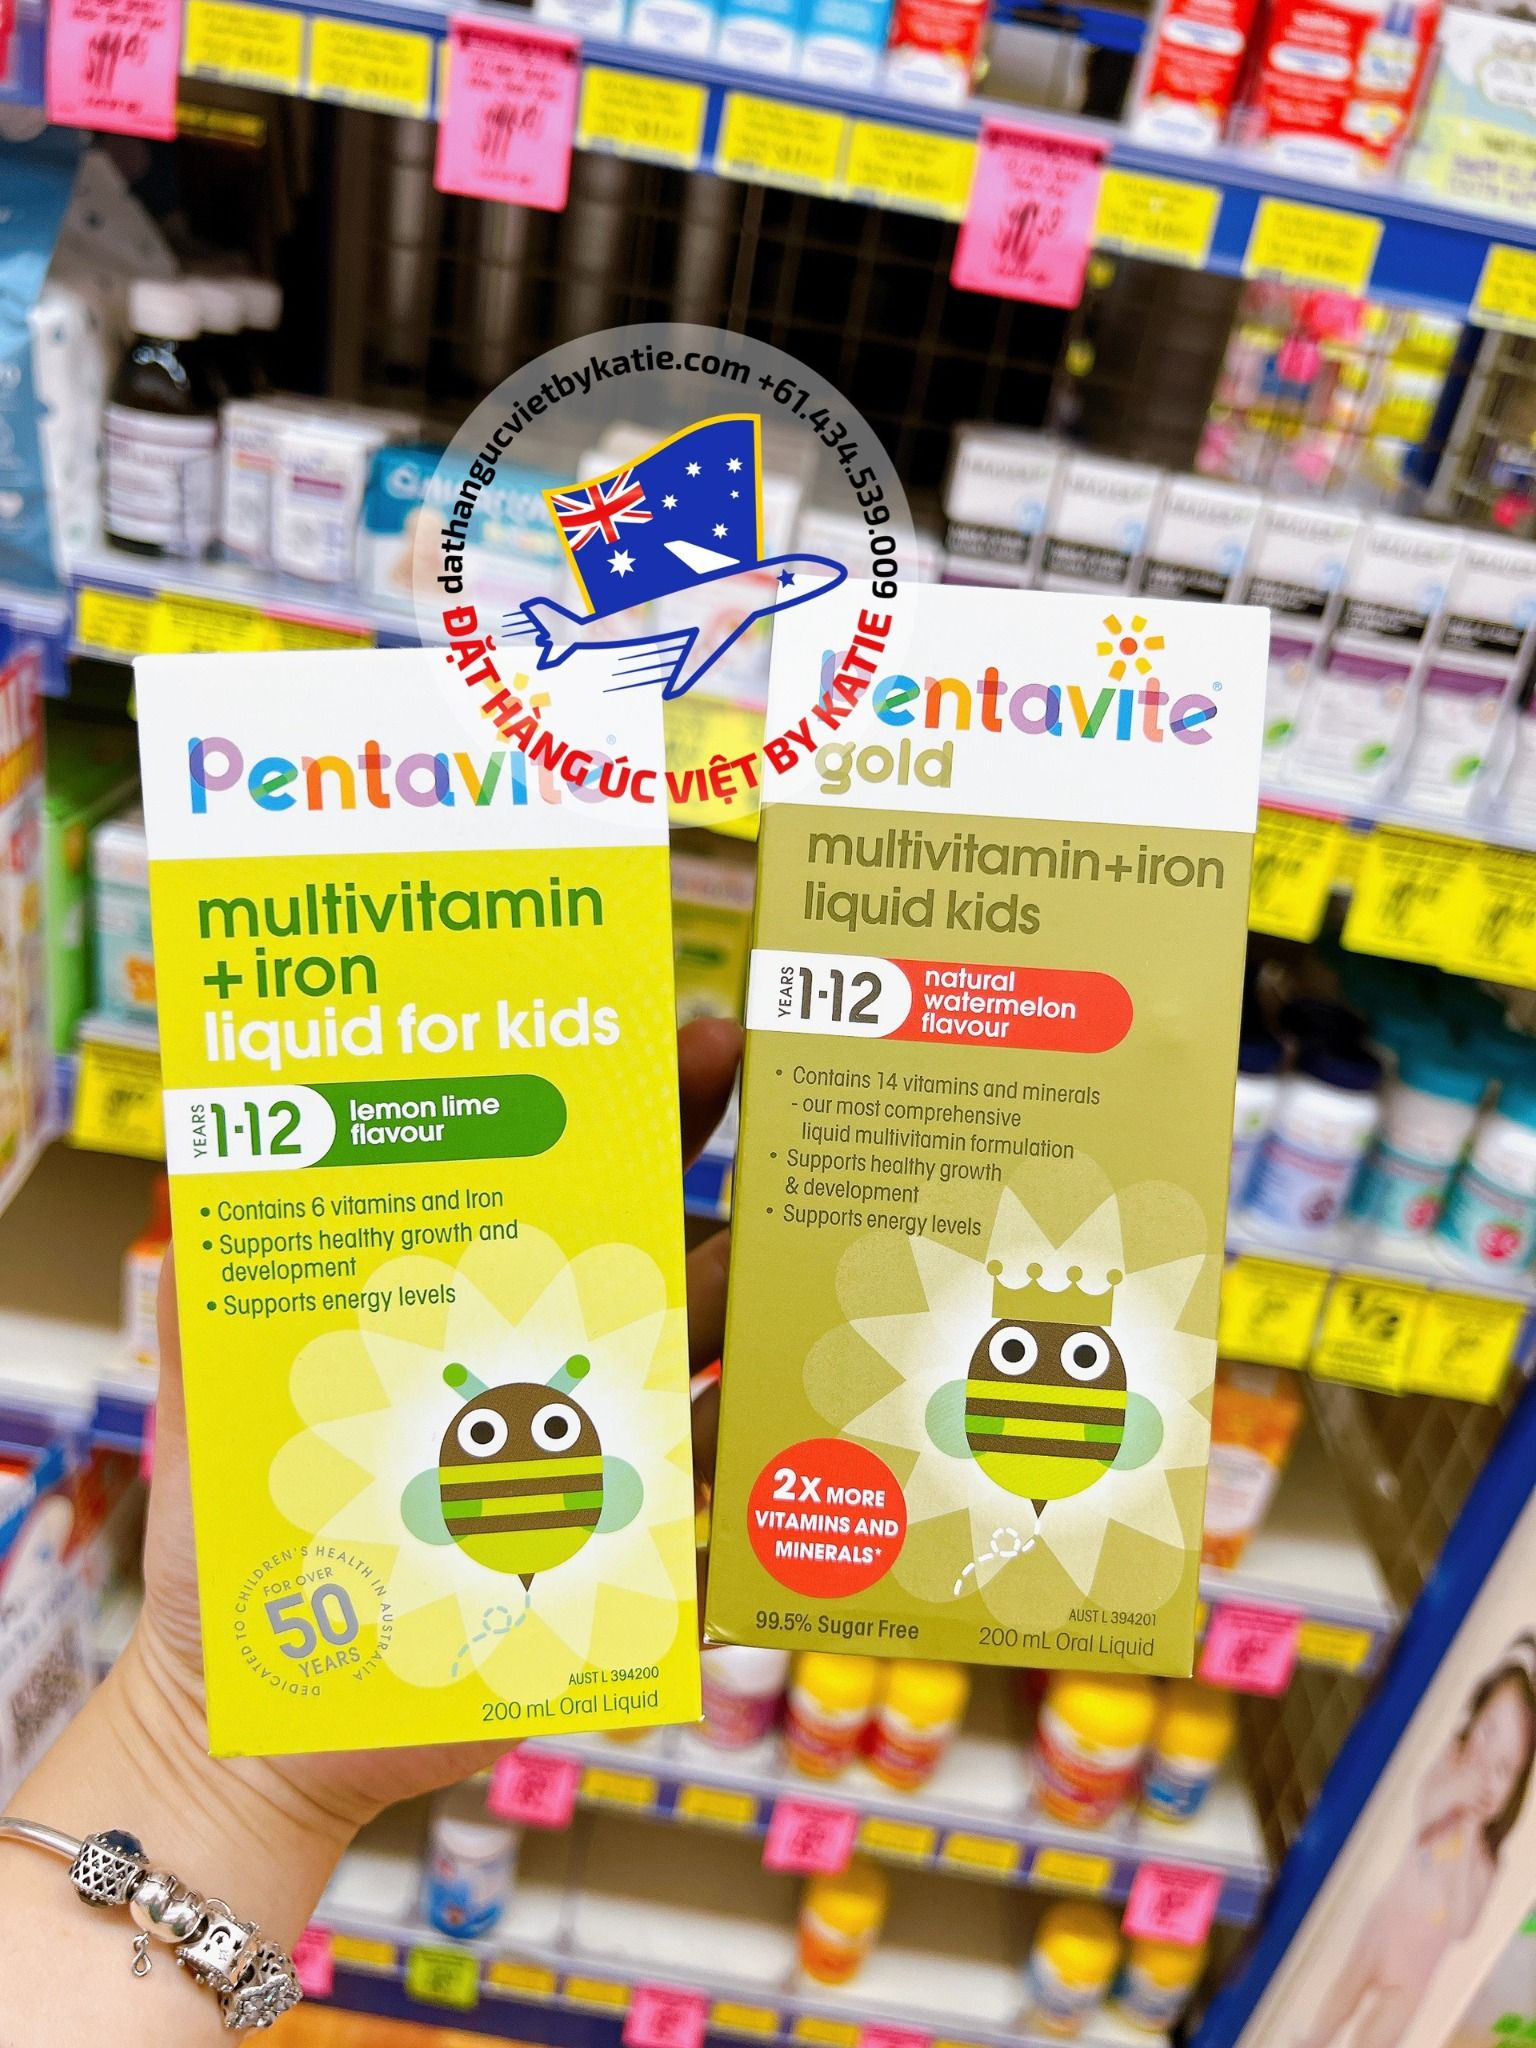 dathangucvietbykatie.com +61.434.539.009
ĐẶT HÀNG ÚC VIỆT BY KATIE
Pentavite®
multivitamin
+iron
liquid for kids
YEARS 1-12
lemon lime
flavour
• Contains 6 vitamins and Iron
• Supports healthy growth and
development
• Supports energy levels
DEDICATED TO CHILDREN'S HEALTH IN AUSTRALIA
FOR OVER
50
YEARS
AUST L 394200
200 mL Oral Liquid
Pentavite®
gold
multivitamin+iron
liquid kids
YEARS 1-12
natural
watermelon
flavour
• Contains 14 vitamins and minerals
- our most comprehensive
liquid multivitamin formulation
• Supports healthy growth
& development
• Supports energy levels
2X MORE
VITAMINS AND
MINERALS*
99.5% Sugar Free
AUST L 394201
200 mL Oral Liquid
1/2